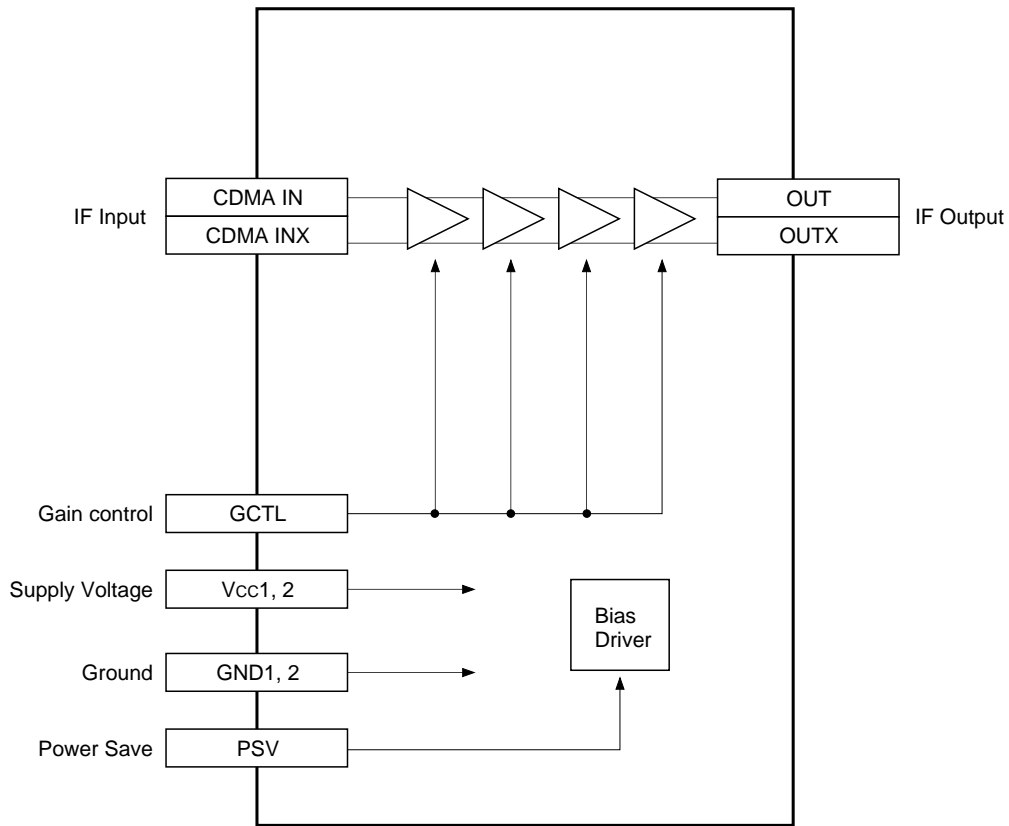 IF Input
CDMA IN
CDMA INX
OUT
OUTX
IF Output
Gain control
GCTL
Supply Voltage
VCC1, 2
Bias
Driver
Ground
GND1, 2
Power Save
PSV